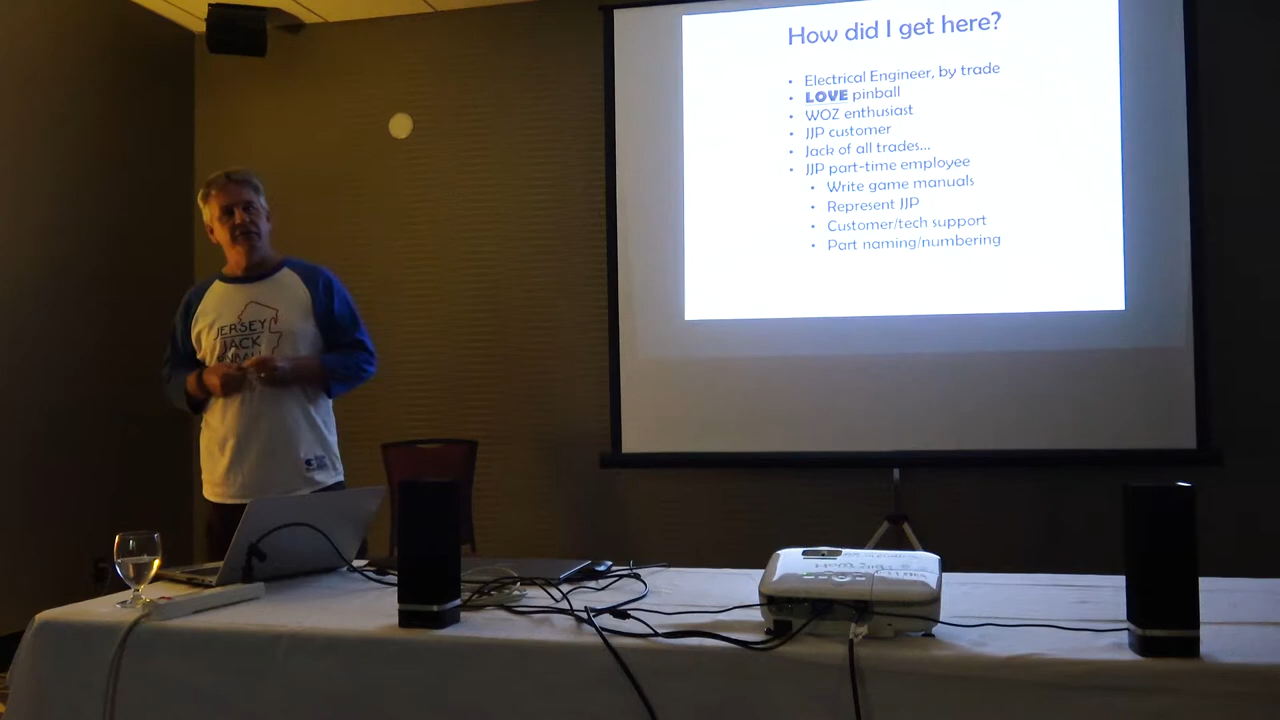 How did I get here?
• Electrical Engineer, by trade
• LOVE pinball
• WOZ enthusiast
• JJP customer
• Jack of all trades...
• JJP part-time employee
• Write game manuals
• Represent JJP
• Customer/tech support
• Part naming/numbering
JERSEY
JACK